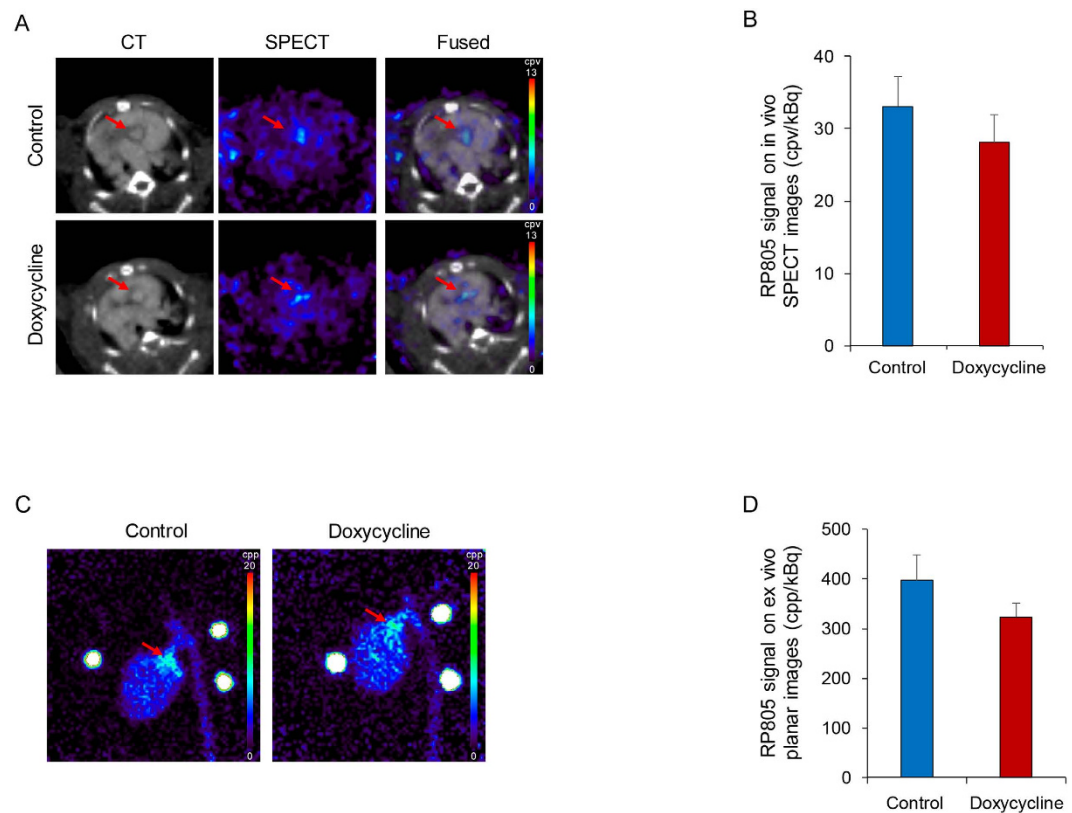 A
CT
SPECT
Fused
Control
cpv
13
0
Doxycycline
cpv
13
0
B
RP805 signal on in vivo
SPECT images (cpv/kBq)
40
30
20
10
0
Control
Doxycycline
C
Control
Doxycycline
cpp
20
0
cpp
20
0
D
RP805 signal on ex vivo
planar images (cpp/kBq)
500
400
300
200
100
0
Control
Doxycycline